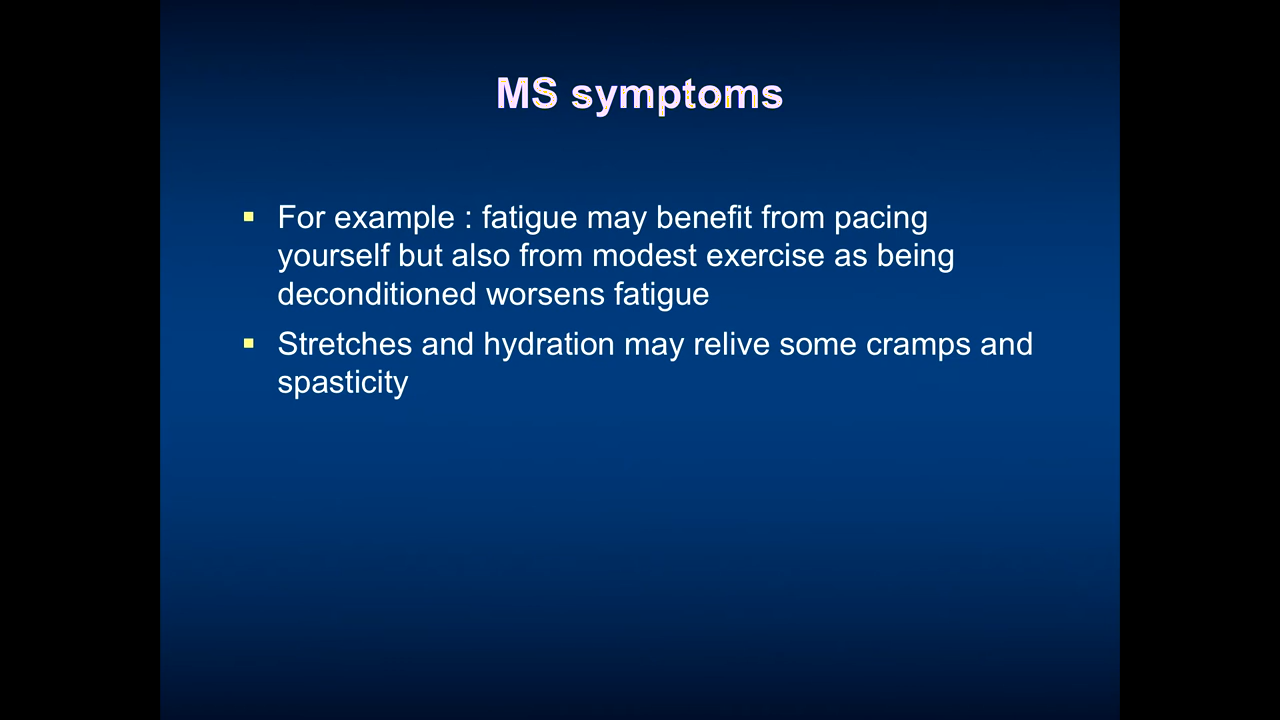 MS symptoms
For example : fatigue may benefit from pacing
yourself but also from modest exercise as being
deconditioned worsens fatigue
Stretches and hydration may relive some cramps and
spasticity